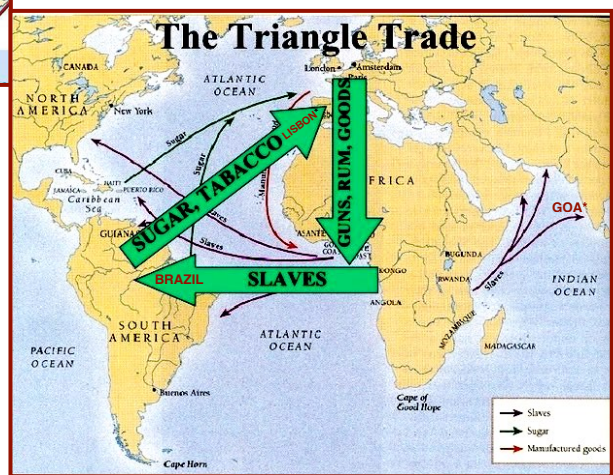 The Triangle Trade
CANADA
NORTH
AMERICA
New York
ATLANTIC
OCEAN
London
Amsterdam
Paris
Sugar
Sugar
SUGAR, TABACCO
LISBON*
GUNS, RUM, GOODS
CUBA
HAITI
JAMAICA
PUERTO RICO
Caribbean
Sea
GUIANAS
Slaves
Slaves
FRICA
ASANTE
COAST
BUGUNDA
RWANDA
KONGO
ANGOLA
Slaves
GOA*
INDIAN
OCEAN
BRAZIL
SLAVES
SOUTH
AMERICA
ATLANTIC
OCEAN
PACIFIC
OCEAN
MOZAMBIQUE
MADAGASCAR
Buenos Aires
Cape of
Good Hope
Cape Horn
Slaves
Sugar
Manufactured goods